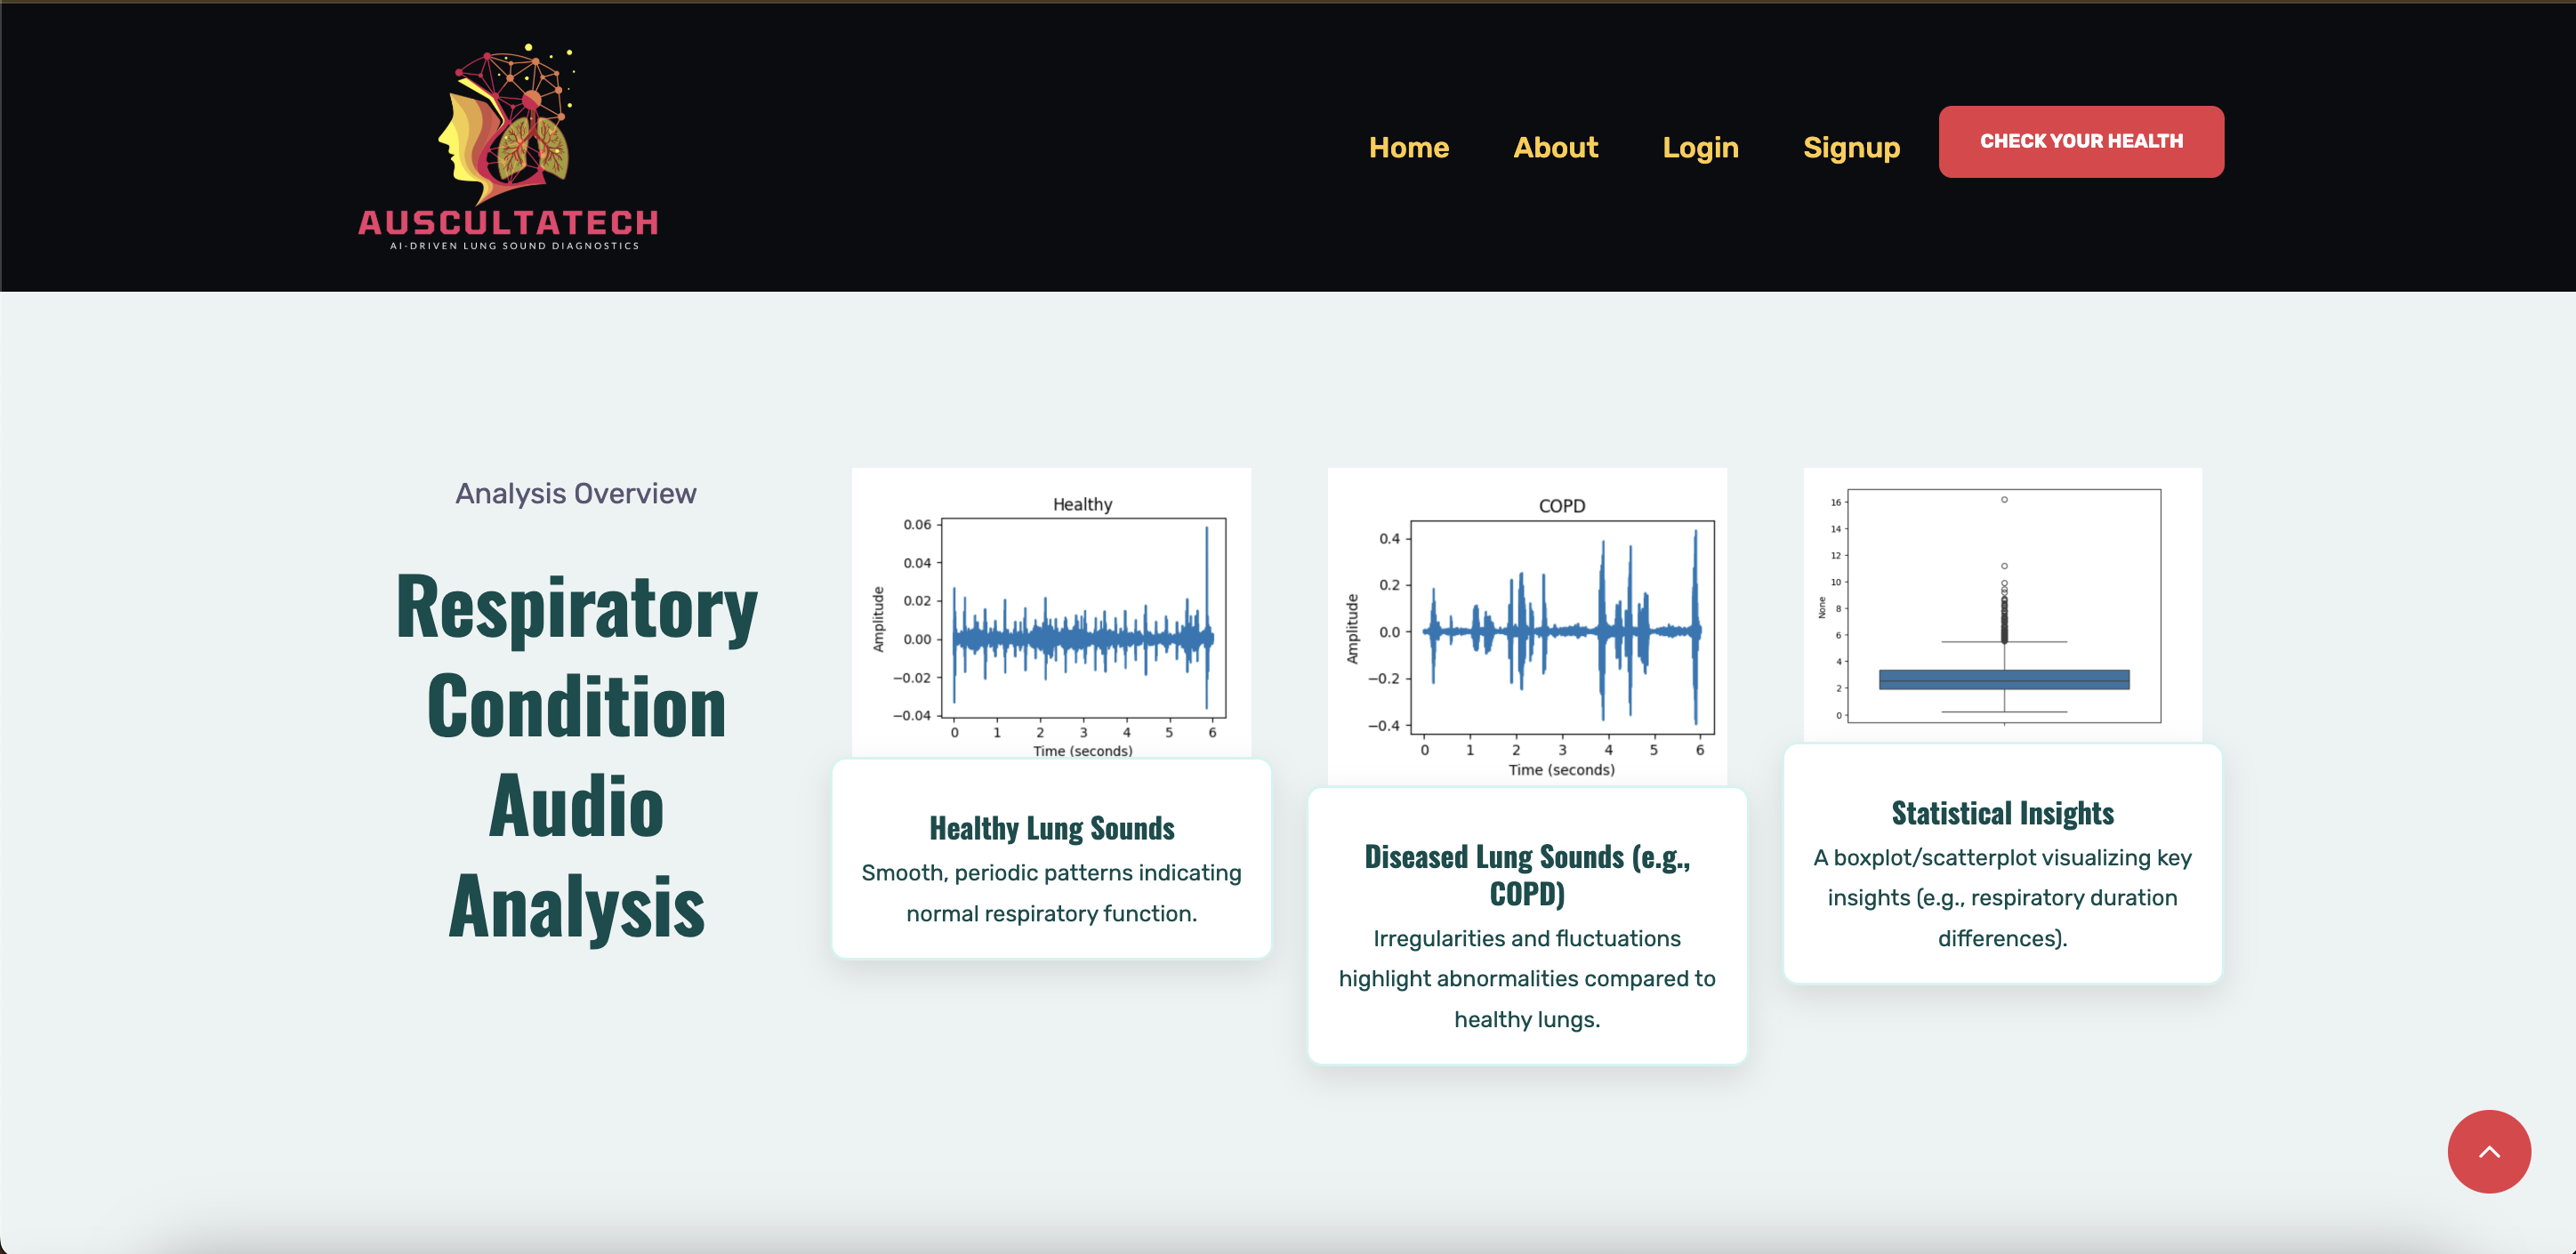 AUSCULTATECH
AI-DRIVEN LUNG SOUND DIAGNOSTICS
Home
About
Login
Signup
CHECK YOUR HEALTH
Analysis Overview
Respiratory
Condition
Audio
Analysis
Healthy
0.06
0.04
0.02
0.00
−0.02
−0.04
Amplitude
0 1 2 3 4 5 6
Time (seconds)
Healthy Lung Sounds
Smooth, periodic patterns indicating
normal respiratory function.
COPD
0.4
0.2
0.0
−0.2
−0.4
Amplitude
0 1 2 3 4 5 6
Time (seconds)
Diseased Lung Sounds (e.g.,
COPD)
Irregularities and fluctuations
highlight abnormalities compared to
healthy lungs.
16
14
12
10
8
6
4
2
0
None
Statistical Insights
A boxplot/scatterplot visualizing key
insights (e.g., respiratory duration
differences).